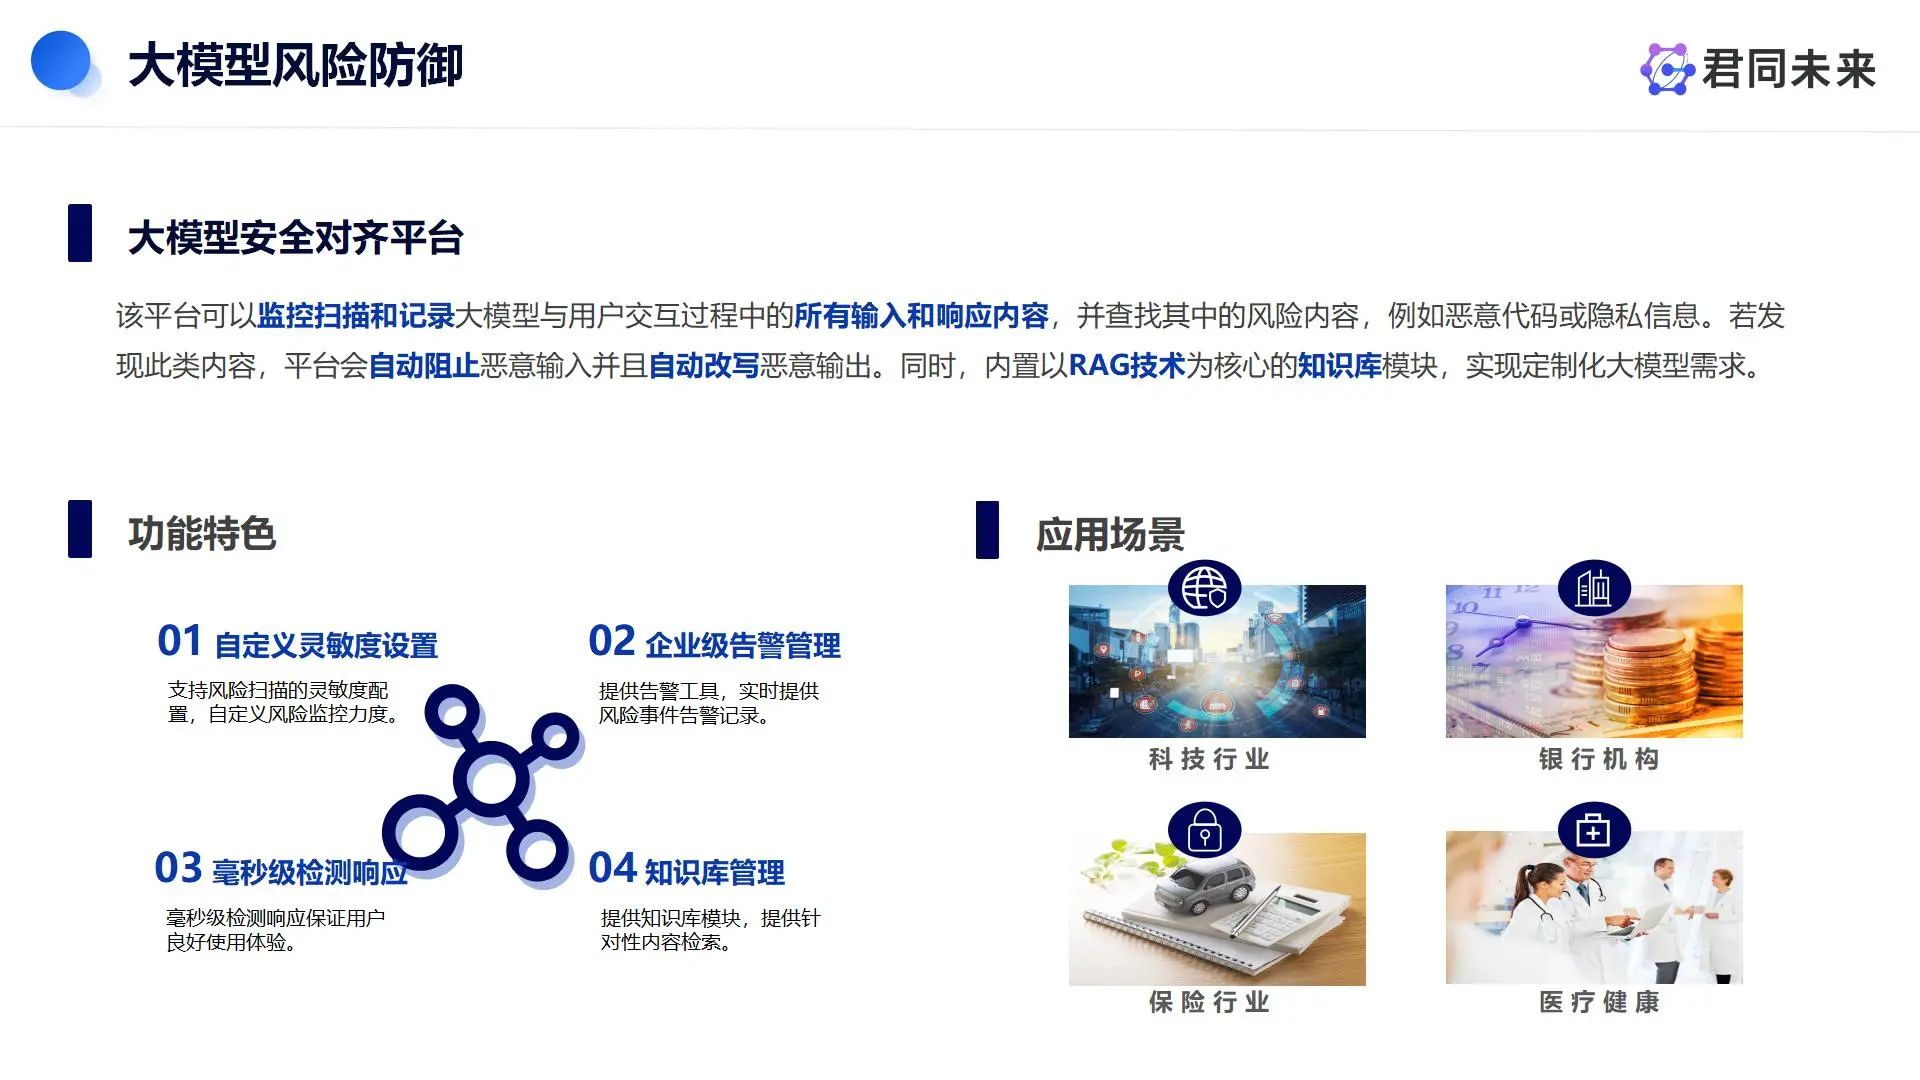 大模型风险防御
君同未来
大模型安全对齐平台
该平台可以监控扫描和记录大模型与用户交互过程中的所有输入和响应内容，并查找其中的风险内容，例如恶意代码或隐私信息。若发
现此类内容，平台会自动阻止恶意输入并且自动改写恶意输出。同时，内置以RAG技术为核心的知识库模块，实现定制化大模型需求。
功能特色
01 自定义灵敏度设置
支持风险扫描的灵敏度配
置，自定义风险监控力度。
02 企业级告警管理
提供告警工具，实时提供
风险事件告警记录。
03 毫秒级检测响应
毫秒级检测响应保证用户
良好使用体验。
04 知识库管理
提供知识库模块，提供针
对性内容检索。
应用场景
科技行业
银行机构
保险行业
医疗健康